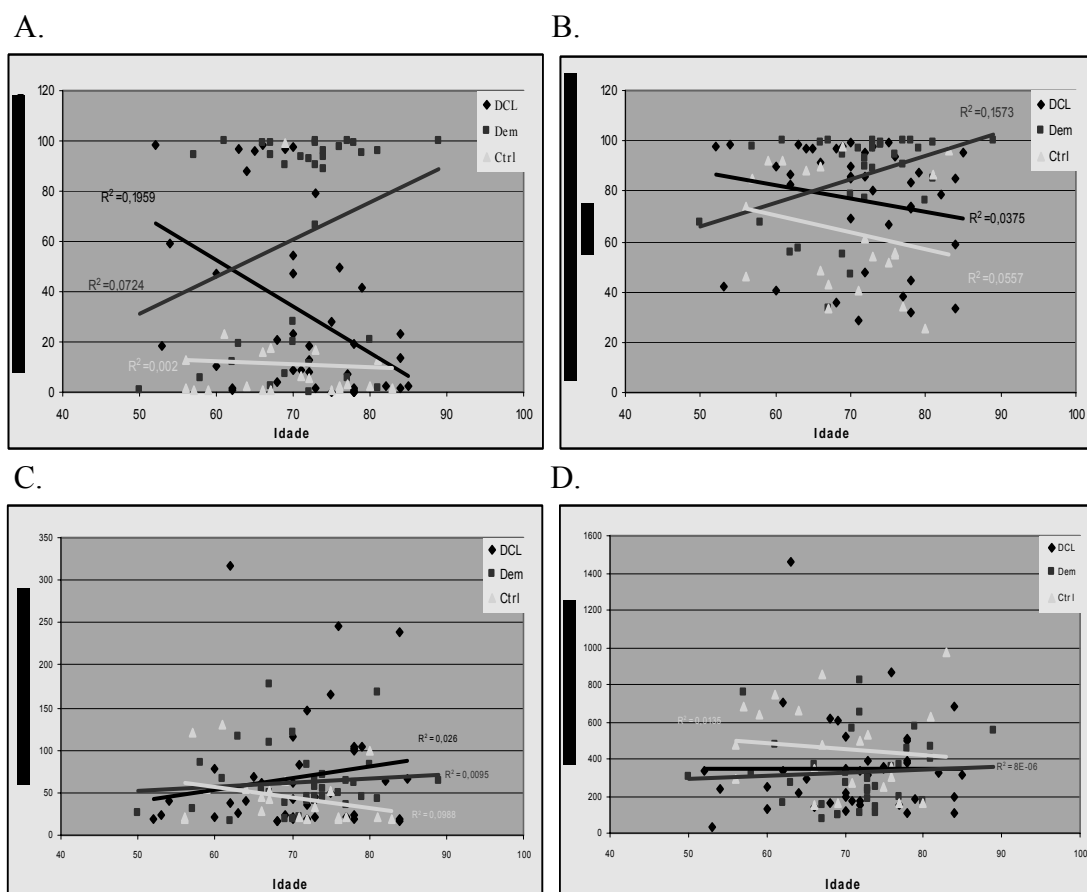 A.
B.
120
100
80
60
40
20
0
40 50 60 70 80 90 100
Idade
DCL
Dem
Ctrl
R²=0,1959
R²=0,0724
R²=0,002
120
100
80
60
40
20
0
40 50 60 70 80 90 100
Idade
DCL
Dem
Ctrl
R²=0,1573
R²=0,0375
R²=0,0557
C.
D.
350
300
250
200
150
100
50
0
40 50 60 70 80 90 100
Idade
DCL
Dem
Ctrl
R²=0,026
R²=0,0095
R²=0,0988
1600
1400
1200
1000
800
600
400
200
0
40 50 60 70 80 90 100
Idade
DCL
Dem
Ctrl
R²=0,0135
R²=8E-06